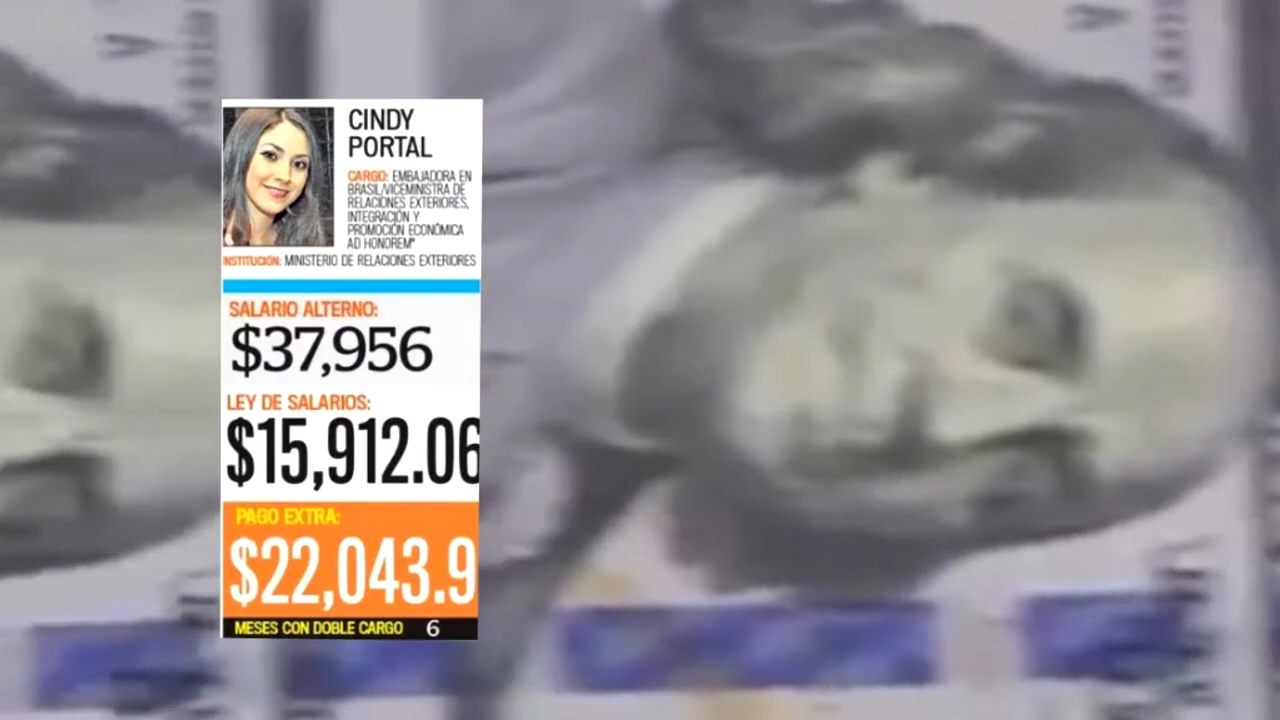 CINDY
PORTAL
CARGO: EMBAJADORA EN
BRASIL/VICEMINISTRA DE
RELACIONES EXTERIORES,
INTEGRACIÓN Y
PROMOCIÓN ECONÓMICA
AD HONOREM*
INSTITUCIÓN: MINISTERIO DE RELACIONES EXTERIORES
SALARIO ALTERNO:
$37,956
LEY DE SALARIOS:
$15,912.06
PAGO EXTRA:
$22,043.9
MESES CON DOBLE CARGO 6